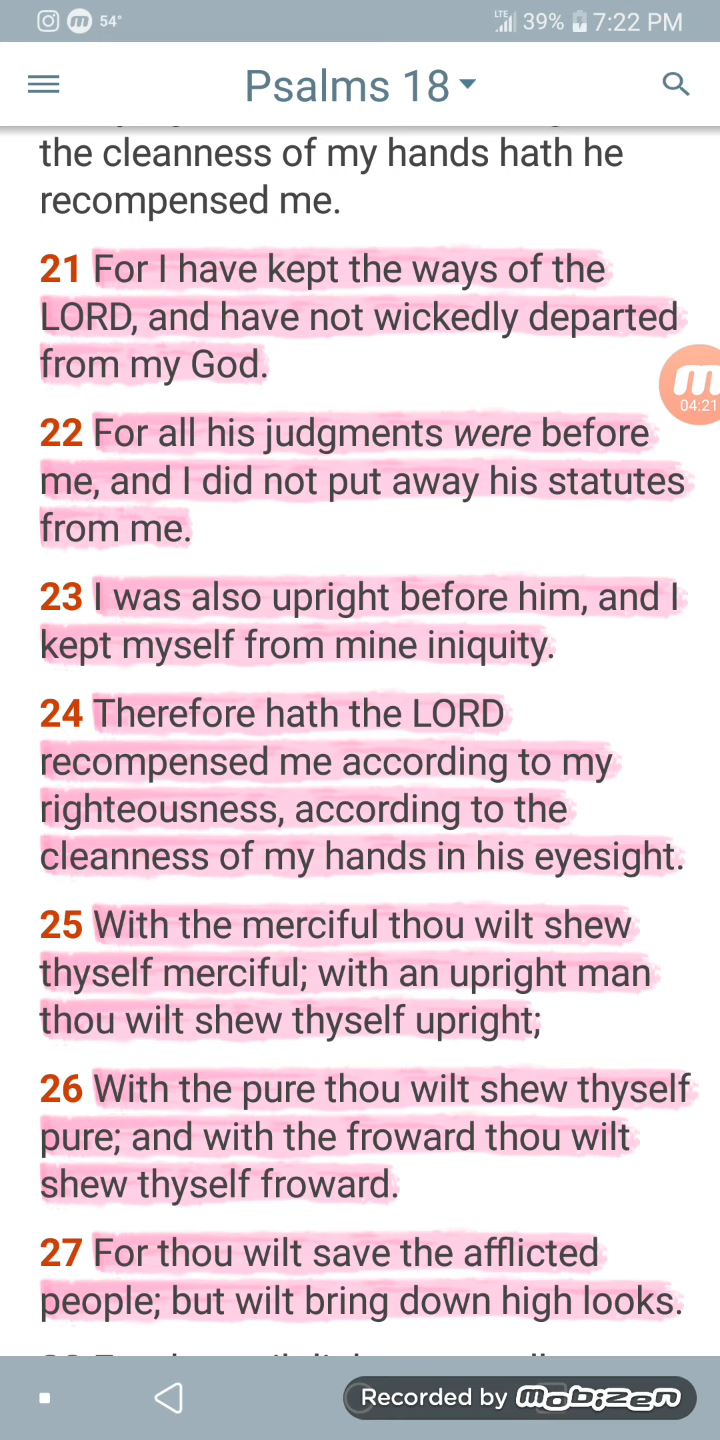 54°
LTE 39% 7:22 PM
Psalms 18
the cleanness of my hands hath he
recompensed me.
21 For I have kept the ways of the
LORD, and have not wickedly departed
from my God.
22 For all his judgments were before
me, and I did not put away his statutes
from me.
23 I was also upright before him, and I
kept myself from mine iniquity.
24 Therefore hath the LORD
recompensed me according to my
righteousness, according to the
cleanness of my hands in his eyesight.
25 With the merciful thou wilt shew
thyself merciful; with an upright man
thou wilt shew thyself upright;
26 With the pure thou wilt shew thyself
pure; and with the froward thou wilt
shew thyself froward.
27 For thou wilt save the afflicted
people; but wilt bring down high looks.
m
04:21
Recorded by Mobizen